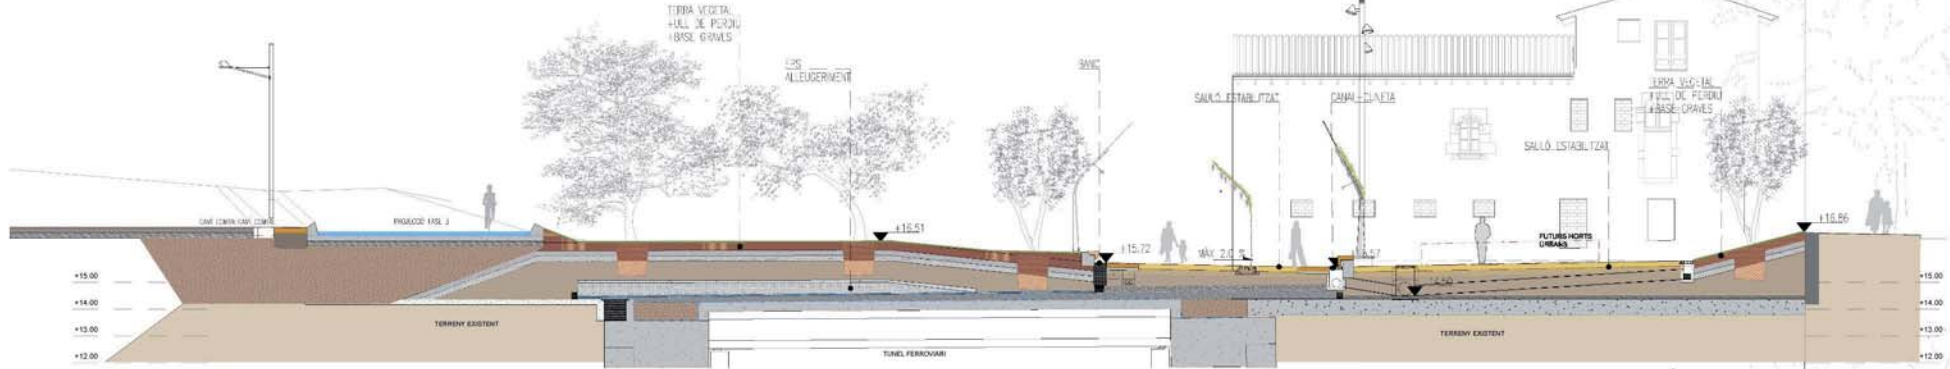 TERRA VEGETAL
+ULL DE PERDIU
+BASE GRAVES
EPS
ALLEUGERIMENT
BANC
SAULÓ ESTABILITZAT
CANAL-CUNETA
TERRA VEGETAL
+ULL DE PERDIU
+BASE GRAVES
SAULÓ ESTABILITZAT
PROJECCIÓ FASE 3
+16.51
+15.72
MÀX 2.0 %
FUTURS HORTS
URBANS
+16.86
+15.00
+14.00
+13.00
+12.00
TERRENY EXISTENT
TUNEL FERROVIARI
TERRENY EXISTENT
+15.00
+14.00
+13.00
+12.00